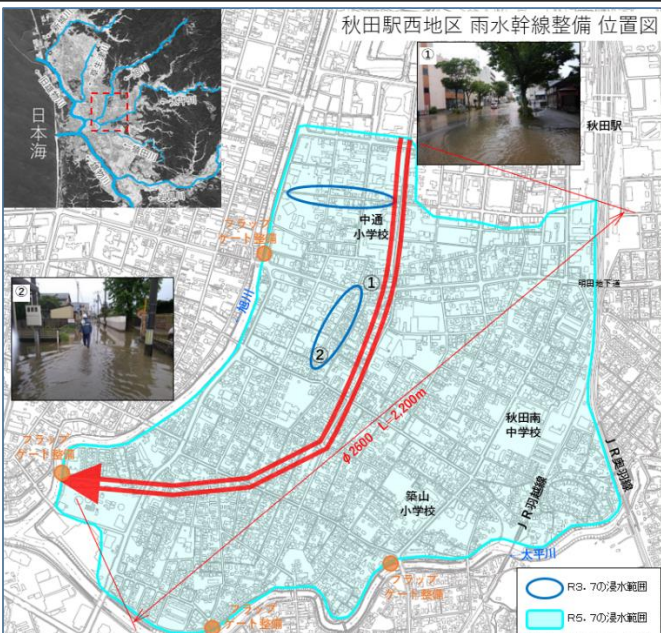 秋田駅西地区 雨水幹線整備 位置図
日本海
①
秋田駅
中通
小学校
フラップ
ゲート整備
旭川
①
明田地下道
②
②
φ2600 L=2,200m
秋田南
中学校
フラップ
ゲート整備
JR奥羽線
JR羽越線
築山
小学校
太平川
フラップ
ゲート整備
フラップ
ゲート整備
R3.7の浸水範囲
R5.7の浸水範囲